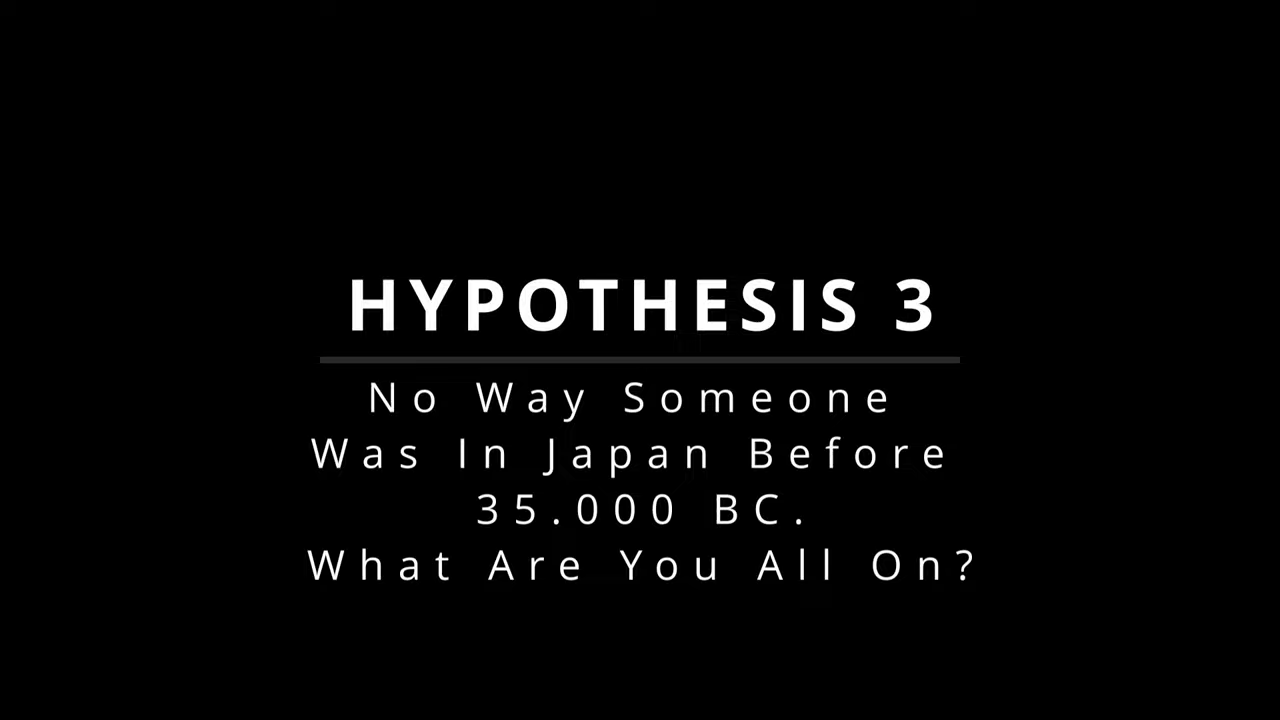 HYPOTHESIS 3
No Way Someone
Was In Japan Before
35.000 BC.
What Are You All On?